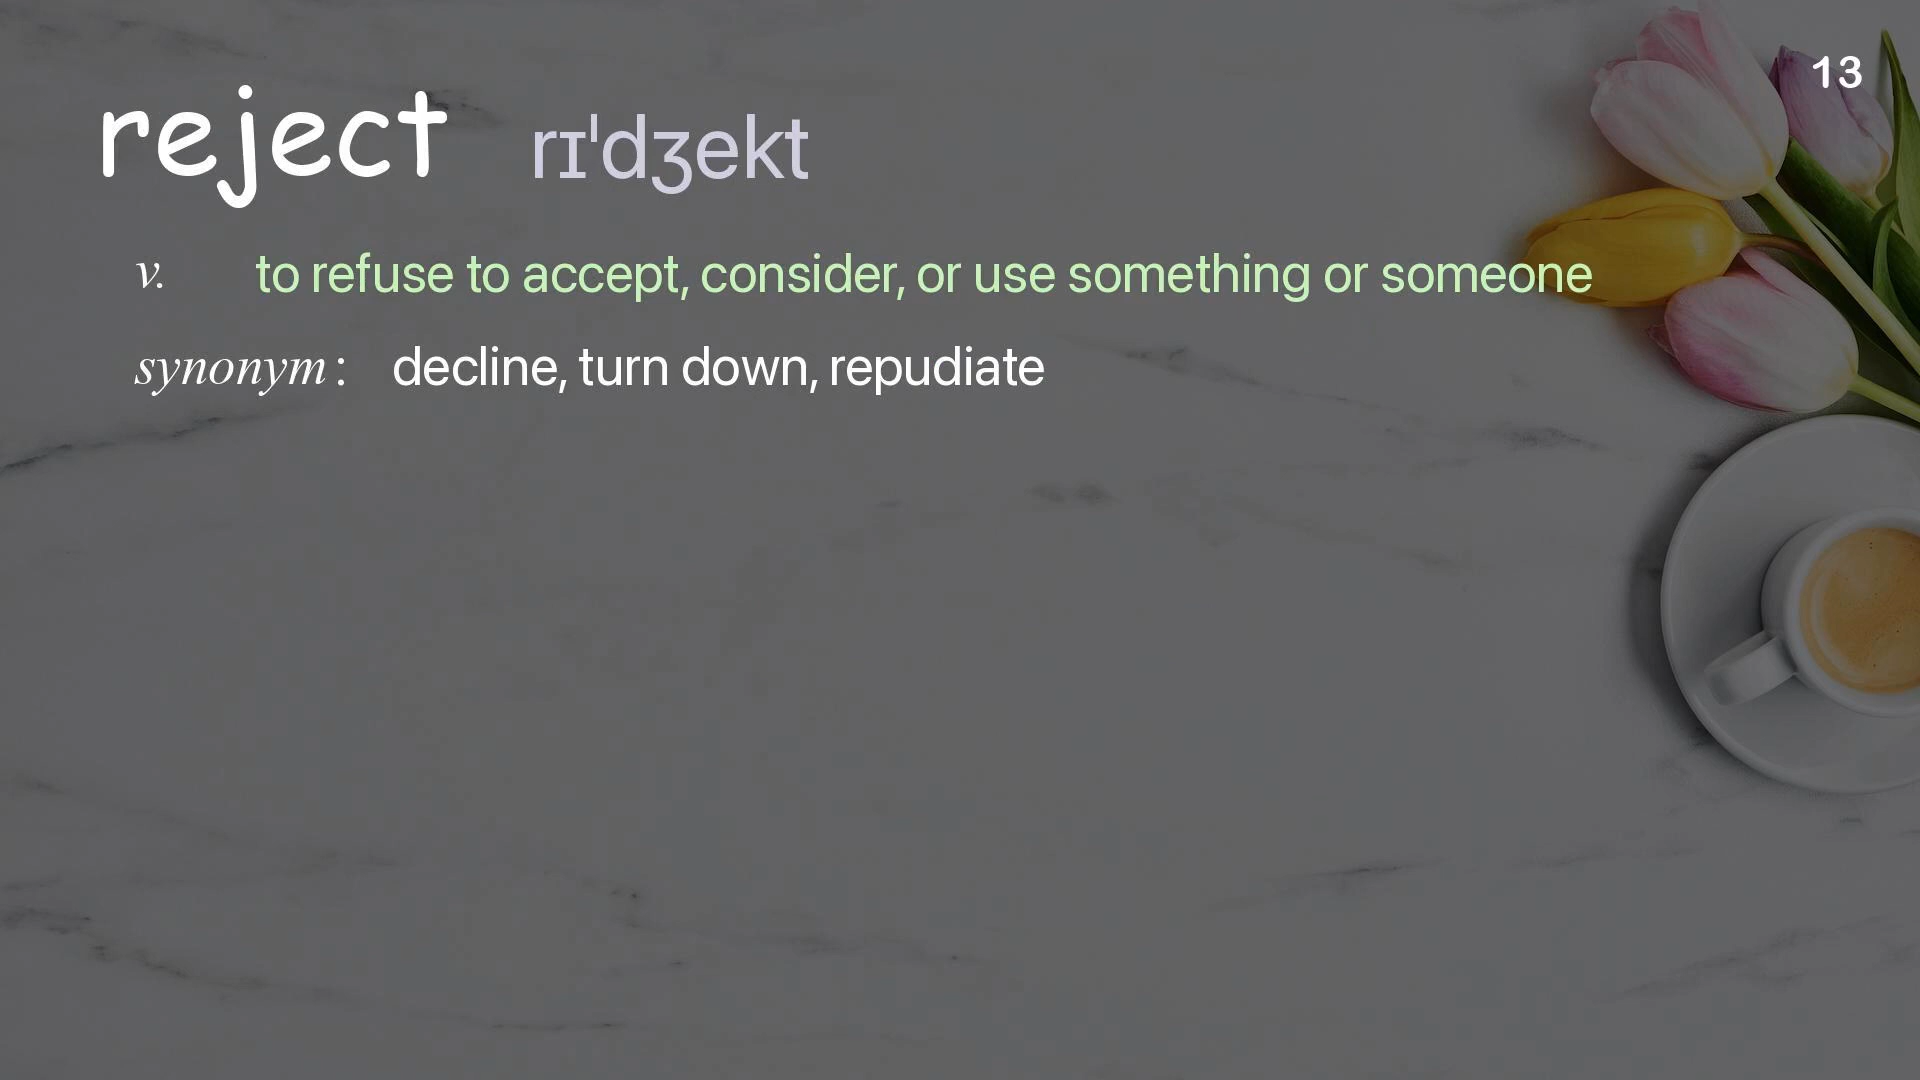 13
reject rɪˈdʒekt
v. to refuse to accept, consider, or use something or someone
synonym : decline, turn down, repudiate